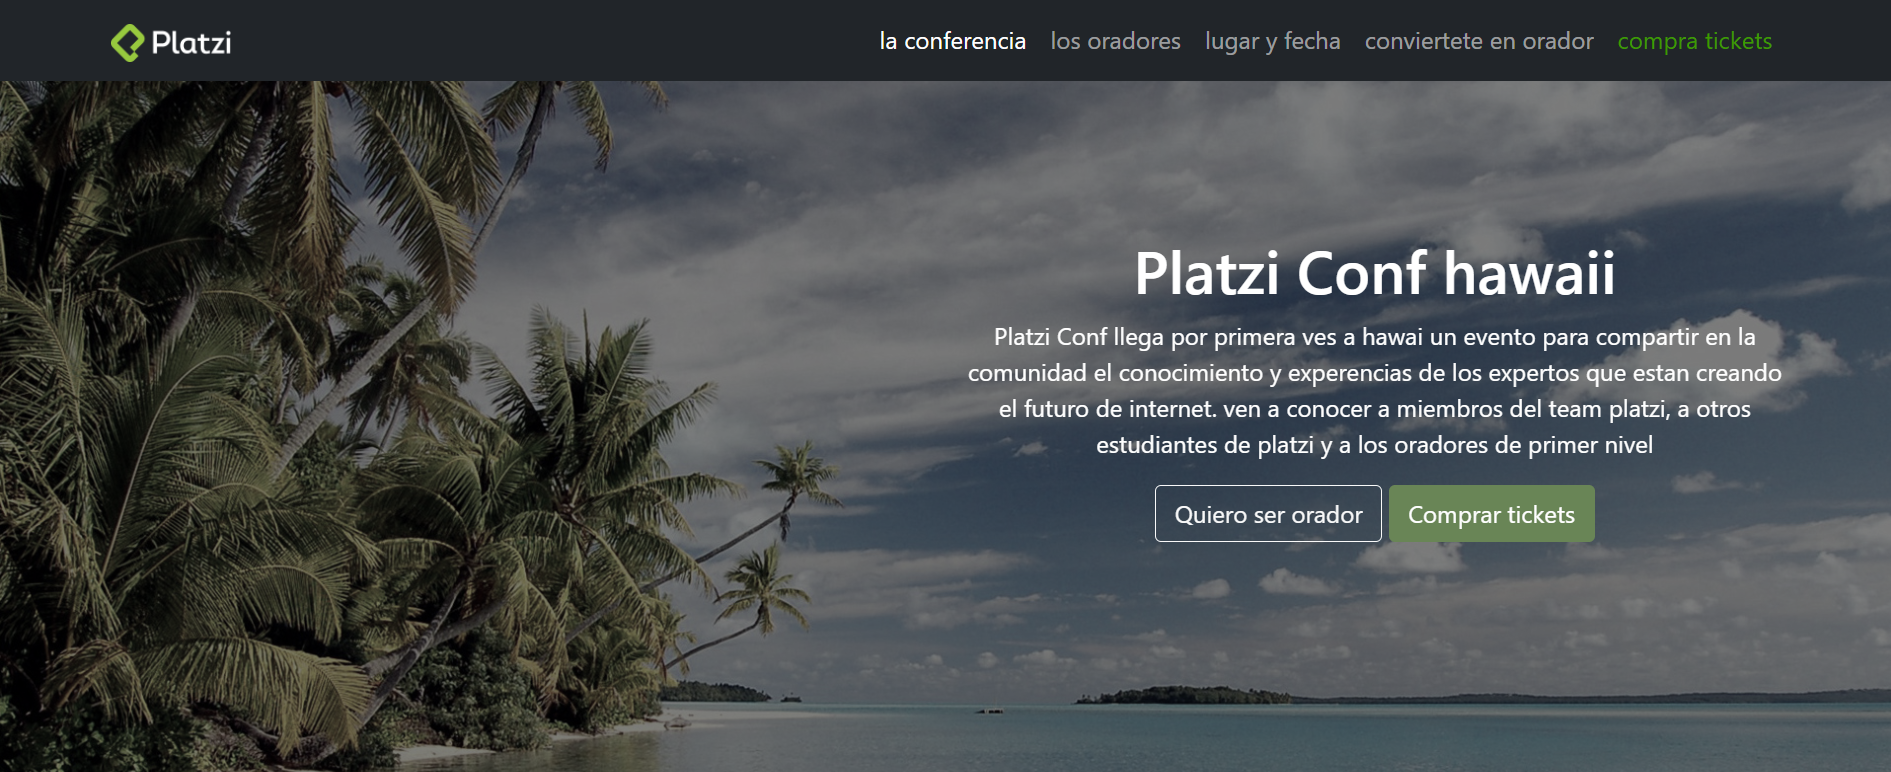 Platzi
la conferencia los oradores lugar y fecha conviertete en orador compra tickets
Platzi Conf hawaii
Platzi Conf llega por primera ves a hawai un evento para compartir en la
comunidad el conocimiento y experencias de los expertos que estan creando
el futuro de internet. ven a conocer a miembros del team platzi, a otros
estudiantes de platzi y a los oradores de primer nivel
Quiero ser orador Comprar tickets